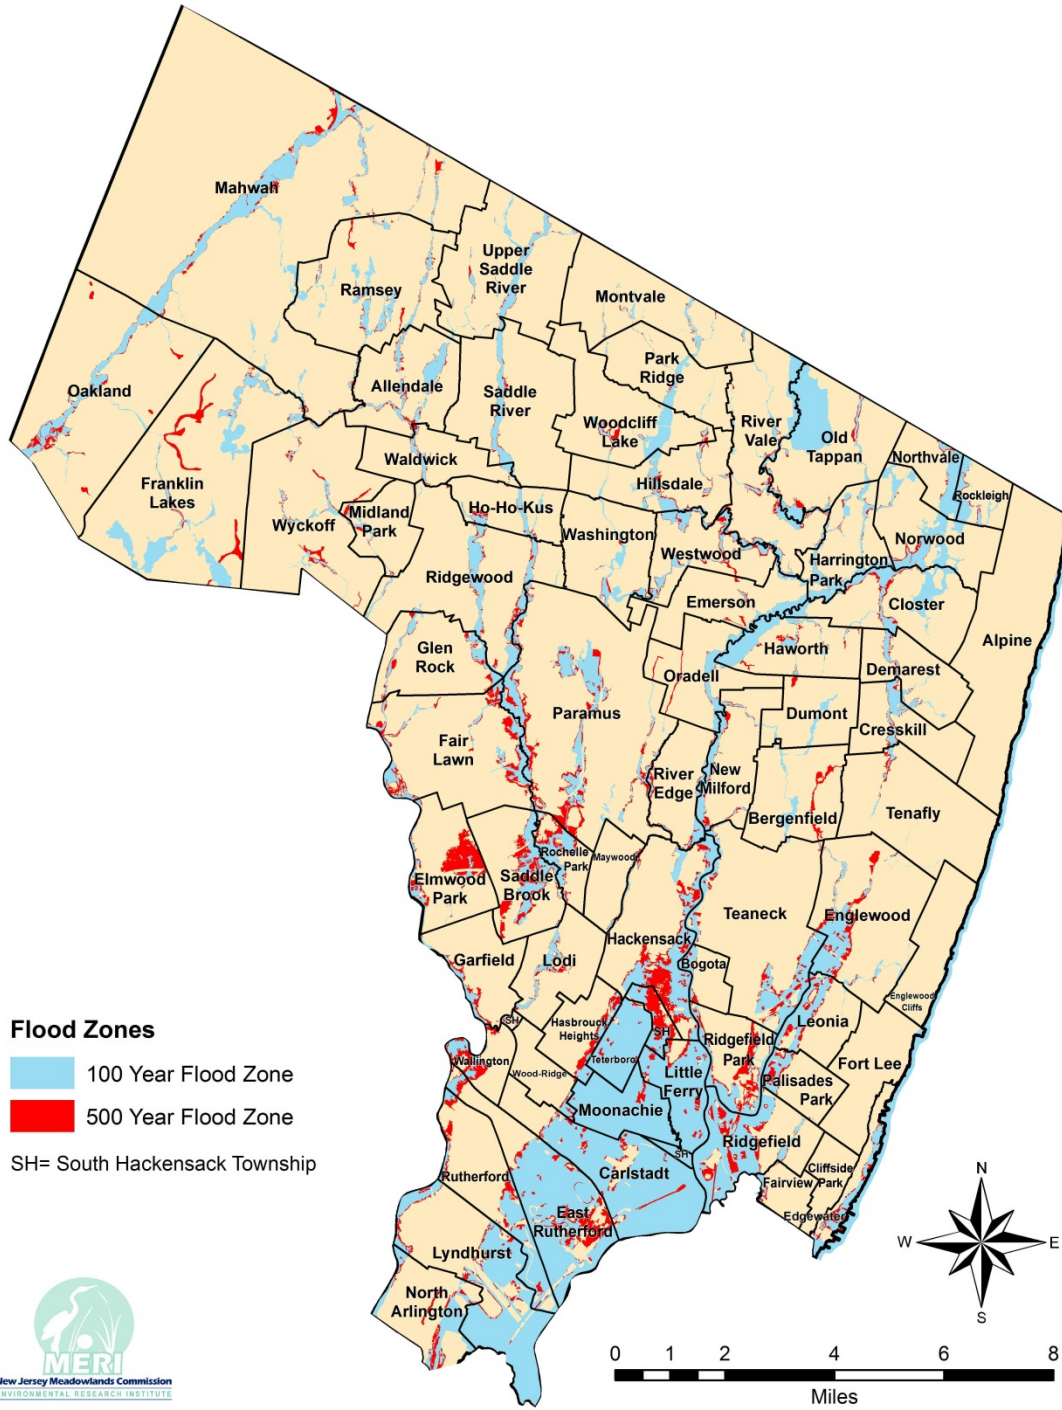 Mahwah
Upper
Saddle
River
Ramsey
Montvale
Park
Ridge
Oakland
Allendale
Saddle
River
Woodcliff
Lake
River
Vale
Old
Tappan
Northvale
Waldwick
Hillsdale
Rockleigh
Franklin
Lakes
Wyckoff
Midland
Park
Ho-Ho-Kus
Washington
Westwood
Harrington
Park
Norwood
Ridgewood
Emerson
Closter
Alpine
Glen
Rock
Oradell
Haworth
Demarest
Paramus
Dumont
Cresskill
Fair
Lawn
River
Edge
New
Milford
Bergenfield
Tenafly
Elmwood
Park
Saddle
Brook
Rochelle
Park
Maywood
Teaneck
Englewood
Garfield
Lodi
Hackensack
Bogota
Englewood
Cliffs
SH
Hasbrouck
Heights
SH
Leonia
Ridgefield
Park
Fort Lee
Wallington
Wood-Ridge
Teterboro
Little
Ferry
Palisades
Park
Moonachie
Ridgefield
SH
Rutherford
Carlstadt
Fairview
Cliffside
Park
Edgewater
East
Rutherford
Lyndhurst
North
Arlington
Flood Zones
100 Year Flood Zone
500 Year Flood Zone
SH= South Hackensack Township
N
W
E
S
0 1 2 4 6 8
Miles
MERI
New Jersey Meadowlands Commission
ENVIRONMENTAL RESEARCH INSTITUTE